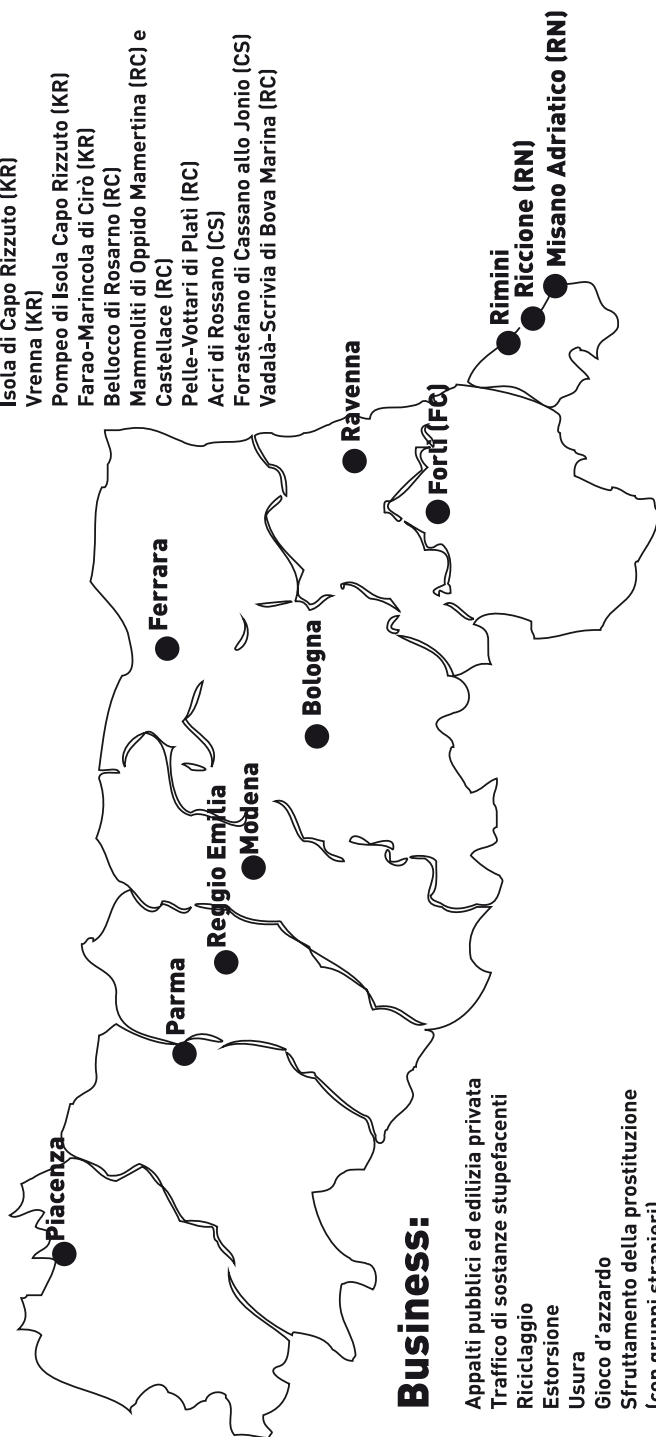 Isola di Capo Rizzuto (KR)
Vrenna (KR)
Pompeo di Isola Capo Rizzuto (KR)
Farao-Marincola di Cirò (KR)
Bellocco di Rosarno (RC)
Mammoliti di Oppido Mamertina (RC) e
Castellace (RC)
Pelle-Vottari di Platì (RC)
Acri di Rossano (CS)
Forastefano di Cassano allo Jonio (CS)
Vadalà-Scrivia di Bova Marina (RC)
Piacenza
Parma
Reggio Emilia
Modena
Ferrara
Bologna
Ravenna
Forlì (FC)
Rimini
Riccione (RN)
Misano Adriatico (RN)
Business:
Appalti pubblici ed edilizia privata
Traffico di sostanze stupefacenti
Riciclaggio
Estorsione
Usura
Gioco d'azzardo
Sfruttamento della prostituzione
(con gruppi stranieri)